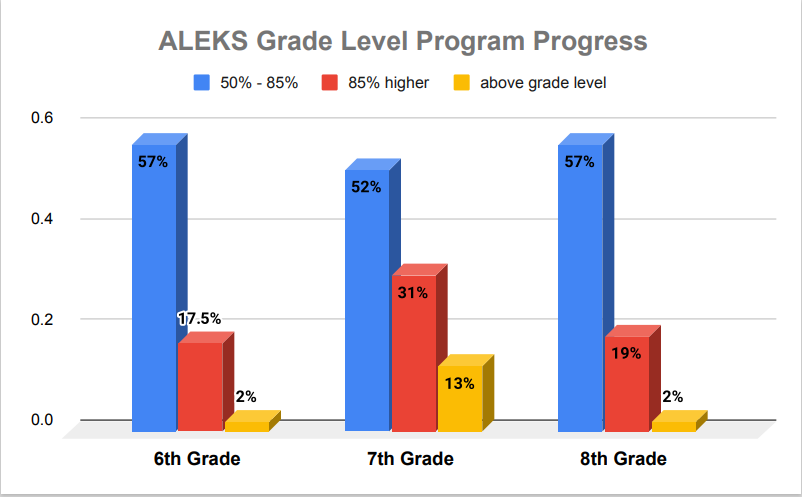 ALEKS Grade Level Program Progress
50% - 85% 85% higher above grade level
0.6
57% 52% 57%
0.4
31%
0.2 17.5% 19%
13%
2% 2%
0.0
6th Grade 7th Grade 8th Grade